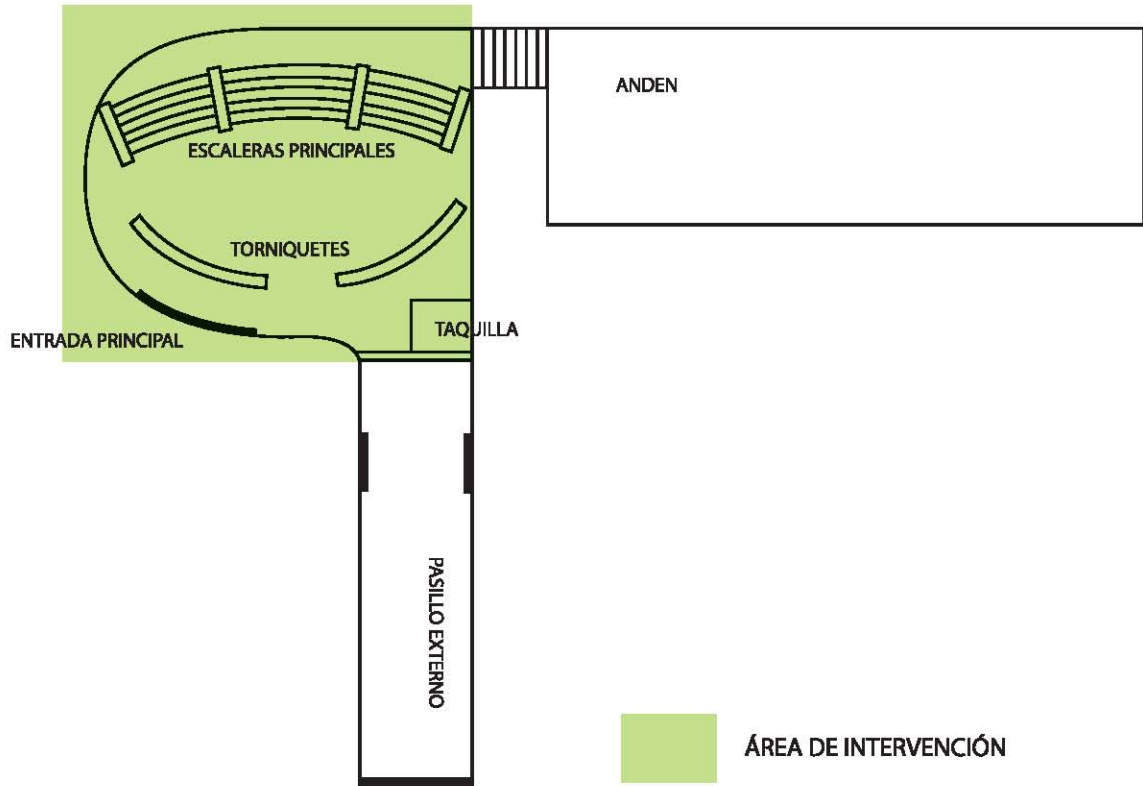 ANDEN
ESCALERAS PRINCIPALES
TORNIQUETES
TAQUILLA
ENTRADA PRINCIPAL
PASILLO EXTERNO
ÁREA DE INTERVENCIÓN